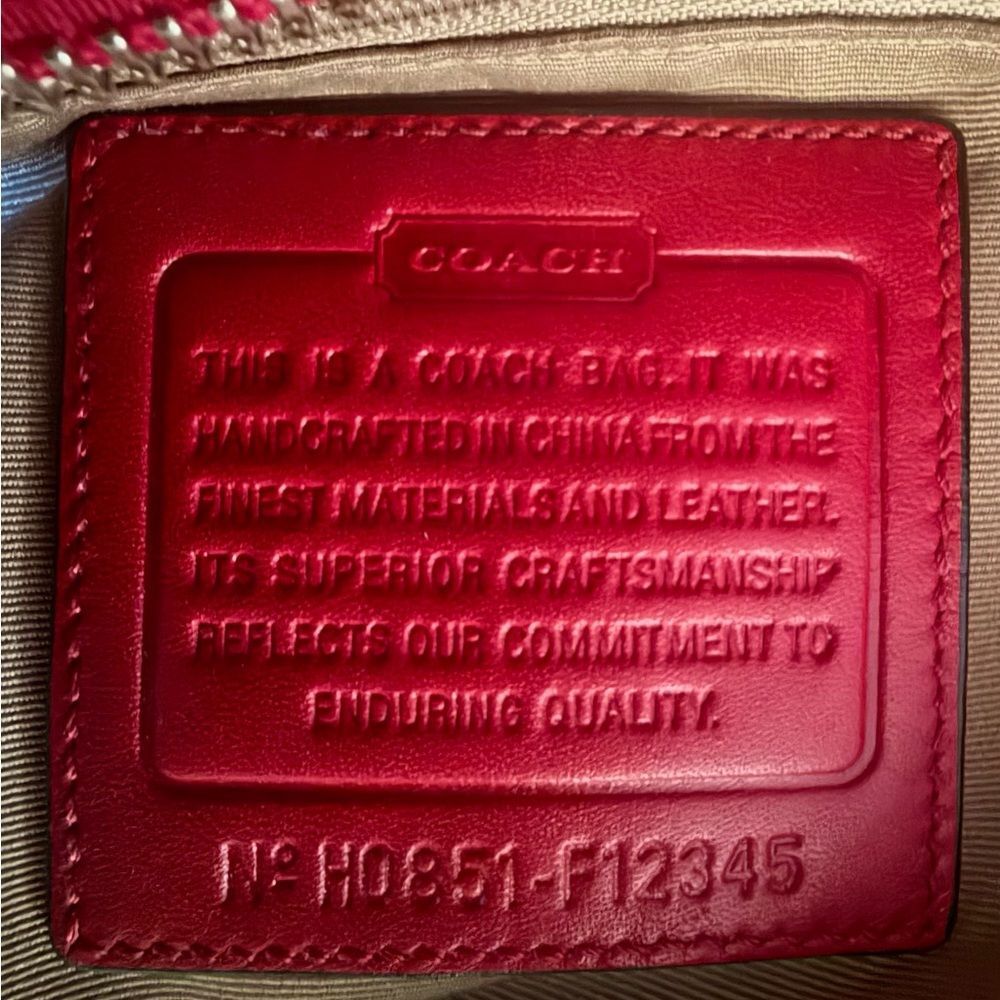 COACH
THIS IS A COACH BAG. IT WAS
HANDCRAFTED IN CHINA FROM THE
FINEST MATERIALS AND LEATHER.
ITS SUPERIOR CRAFTSMANSHIP
REFLECTS OUR COMMITMENT TO
ENDURING QUALITY.
Nº H0851-F12345